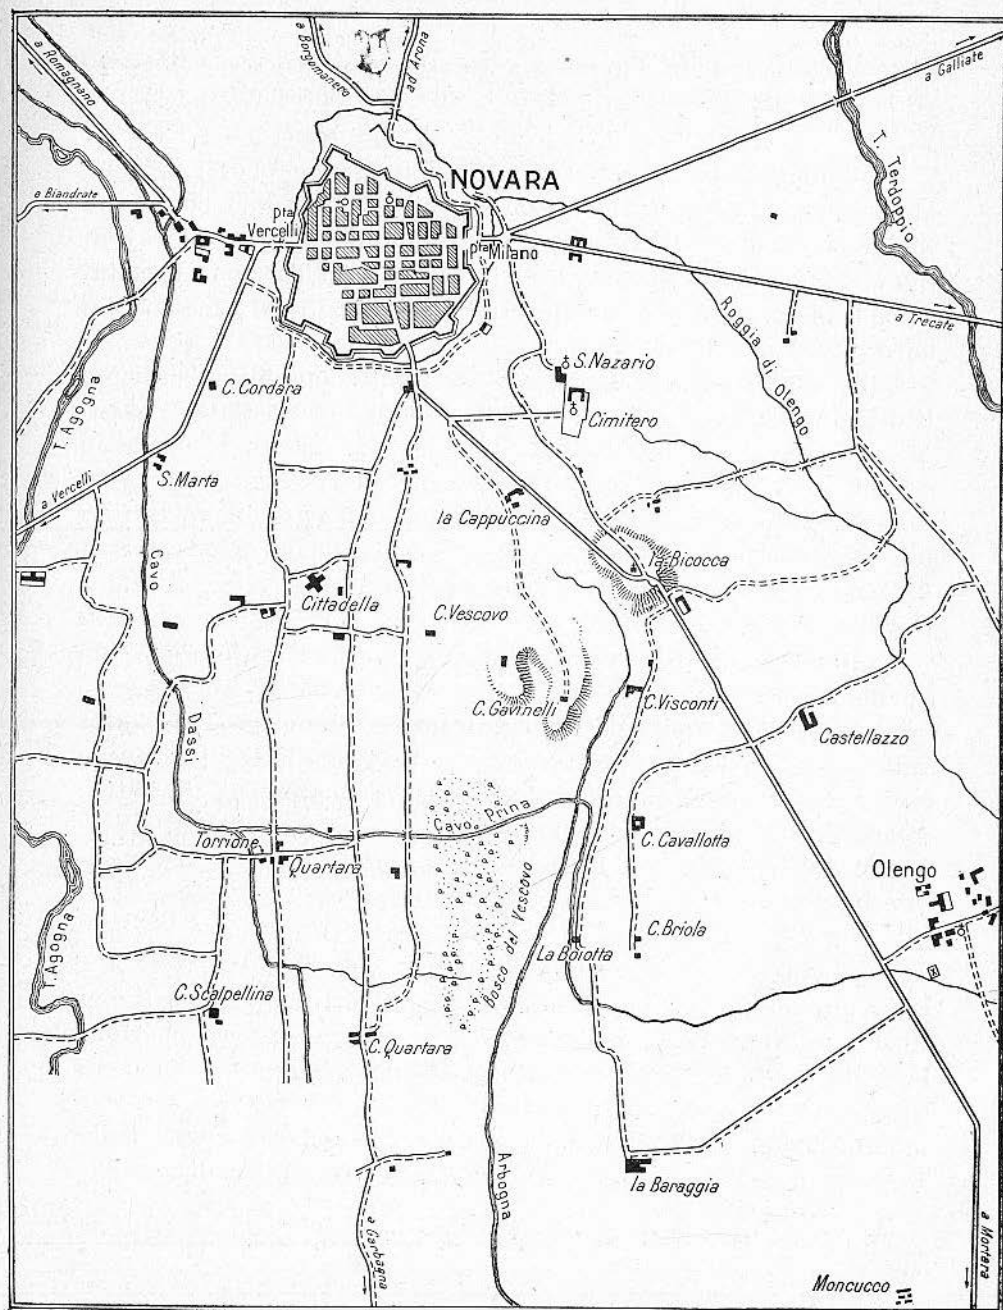 a Romagnano
a Borgomanero
ad Arona
a Galliate
T. Terdoppio
a Biandrate
NOVARA
pta
Vercelli
pta Milano
a Trecate
Roggia di Olengo
T. Agogna
C. Cordara
S. Nazario
Cimitero
S. Marta
a Vercelli
la Cappuccina
Cavo
la Bicocca
Cittadella
C. Vescovo
C. Gavinelli
C. Visconti
Dassi
Castellazzo
Cavo Prina
Torrione
Quartara
C. Cavallotta
Olengo
Bosco del Vescovo
C. Briola
La Boiotta
T. Agogna
C. Scalpellina
C. Quartara
Arbogna
la Baraggia
a Garbagna
a Mortara
Moncucco